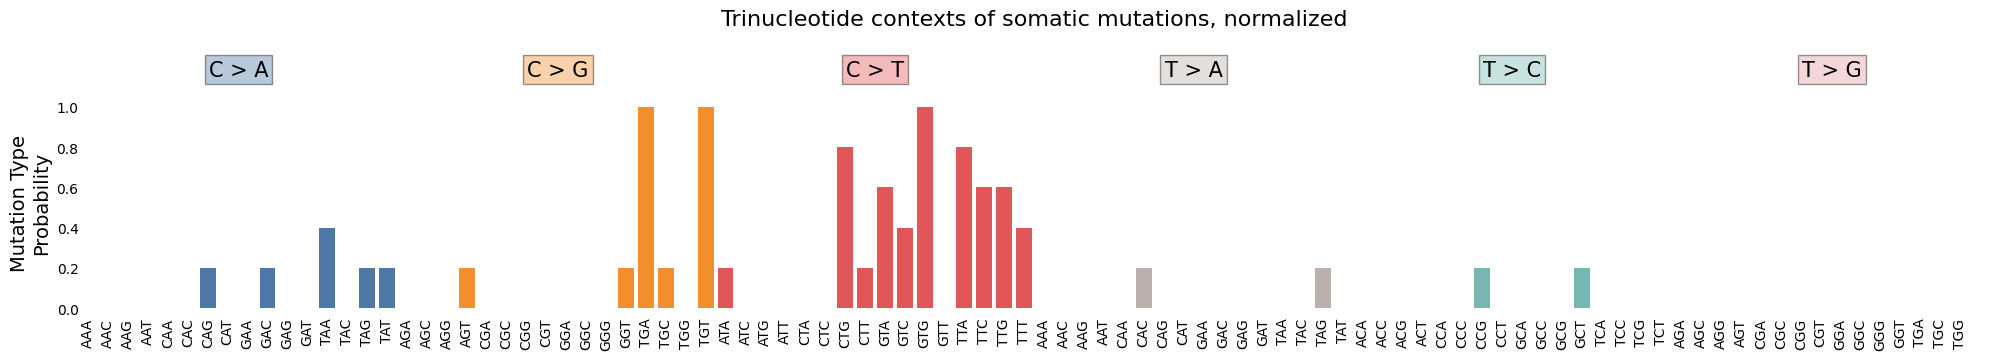 Trinucleotide contexts of somatic mutations, normalized
C > A C > G C > T T > A T > C T > G
Mutation Type
Probability
1.0
0.8
0.6
0.4
0.2
0.0
AAA AAC AAG AAT CAA CAC CAG CAT GAA GAC GAG GAT TAA TAC TAG TAT AGA AGC AGG AGT CGA CGC CGG CGT GGA GGC GGG GGT TGA TGC TGG TGT ATA ATC ATG ATT CTA CTC CTG CTT GTA GTC GTG GTT TTA TTC TTG TTT AAA AAC AAG AAT CAA CAC CAG CAT GAA GAC GAG GAT TAA TAC TAG TAT ACA ACC ACG ACT CCA CCC CCG CCT GCA GCC GCG GCT TCA TCC TCG TCT AGA AGC AGG AGT CGA CGC CGG CGT GGA GGC GGG GGT TGA TGC TGG